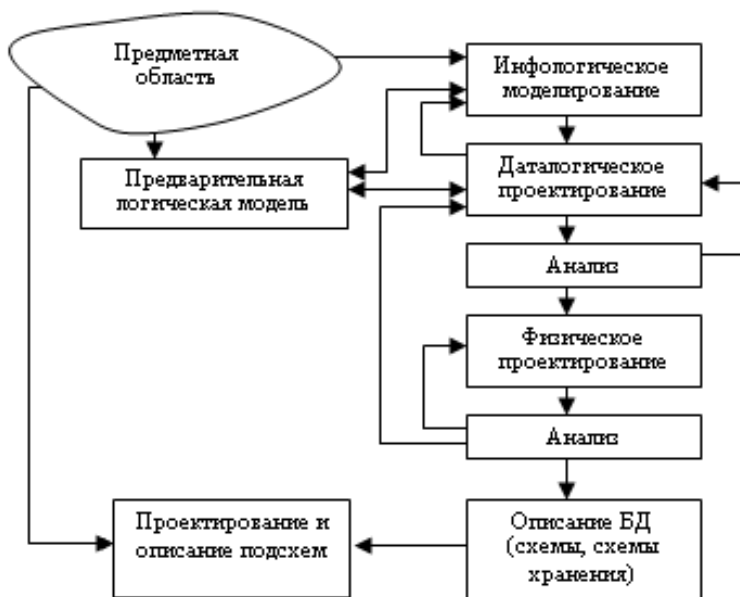 Предметная
область
Инфологическое
моделирование
Предварительная
логическая модель
Даталогическое
проектирование
Анализ
Физическое
проектирование
Анализ
Проектирование и
описание подсхем
Описание БД
(схемы, схемы
хранения)